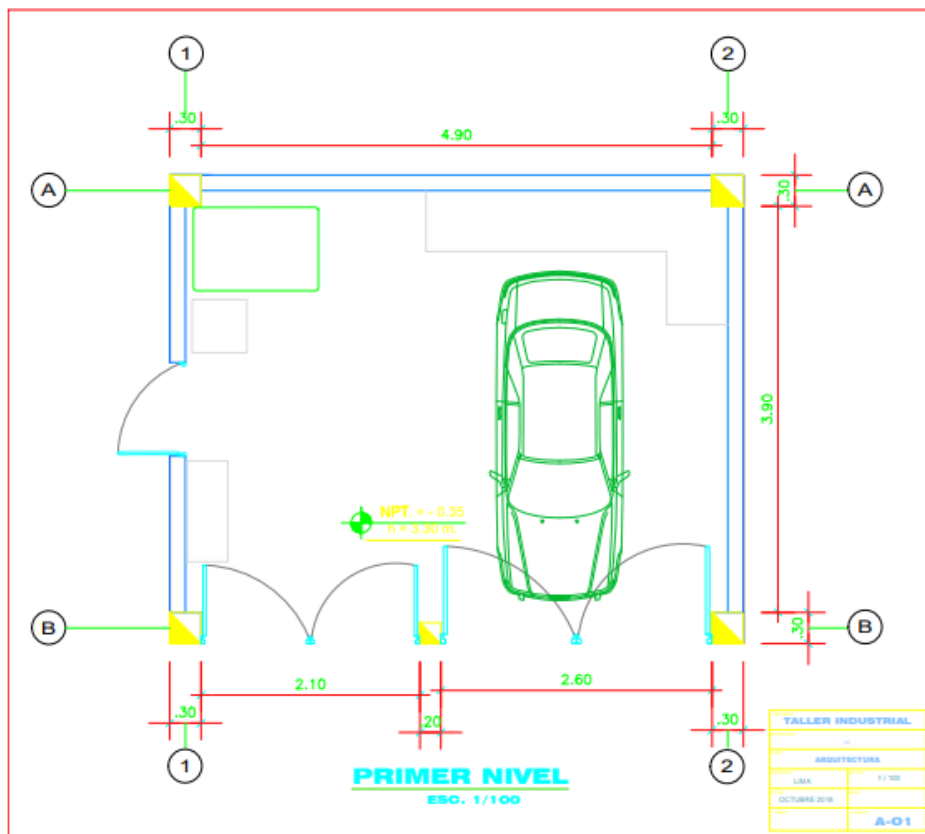 1
2
.30
4.90
.30
A
A
.30
3.90
NPT. = - 0.35
h = 3.30 m.
B
B
.30
2.10
2.60
.30
.20
.30
1
2
PRIMER NIVEL
ESC. 1/100
TALLER INDUSTRIAL
ARQUITECTURA
LIMA
1 / 100
OCTUBRE 2018
A-01